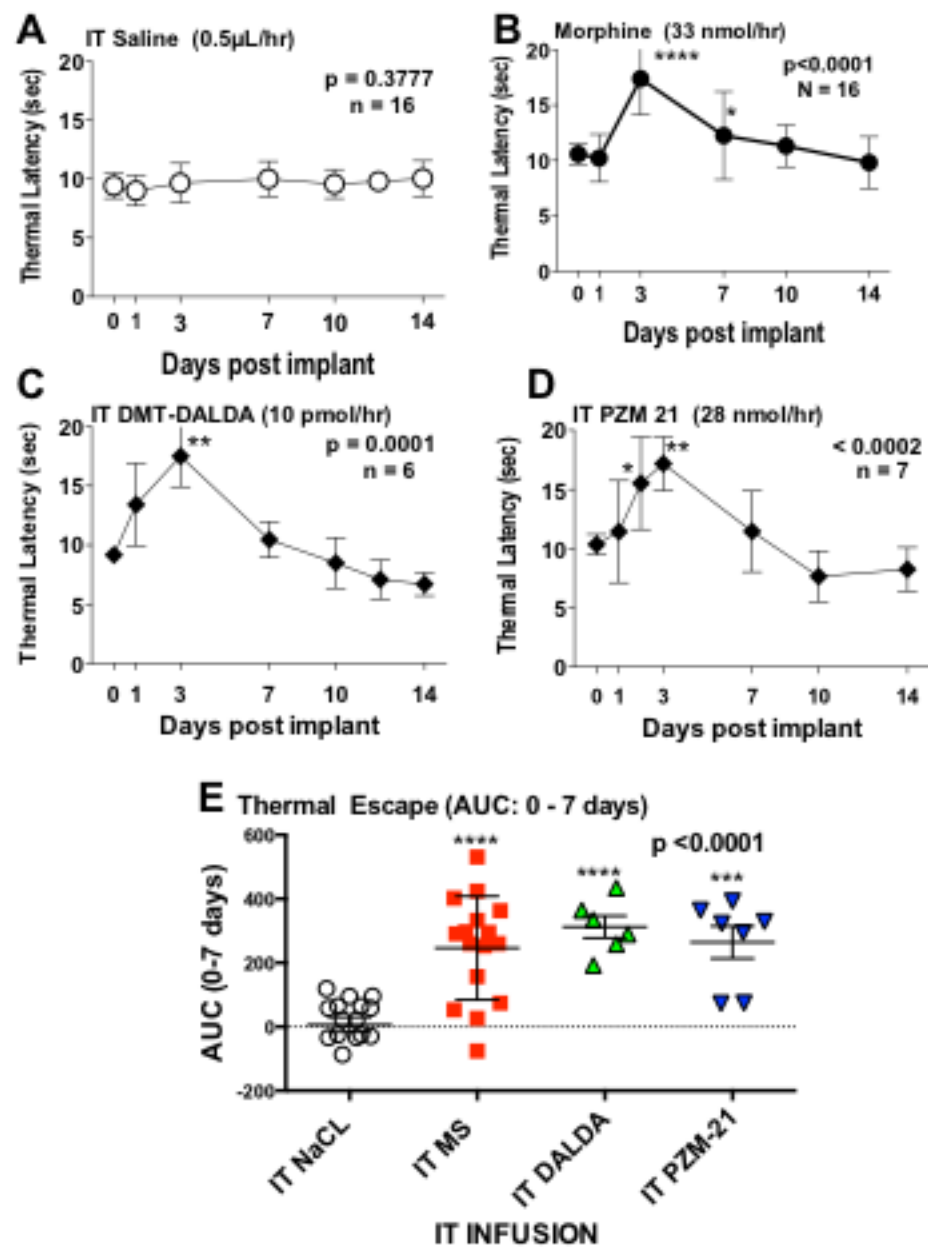 A
IT Saline (0.5µL/hr)
Thermal Latency (sec)
20
15
10
5
0
p = 0.3777
n = 16
0 1 3 7 10 14
Days post implant
B
Morphine (33 nmol/hr)
Thermal Latency (sec)
20
15
10
5
0
****
*
p<0.0001
N = 16
0 1 3 7 10 14
Days post implant
C
IT DMT-DALDA (10 pmol/hr)
Thermal Latency (sec)
20
15
10
5
0
**
p = 0.0001
n = 6
0 1 3 7 10 14
Days post implant
D
IT PZM 21 (28 nmol/hr)
Thermal Latency (sec)
20
15
10
5
0
*
**
< 0.0002
n = 7
0 1 3 7 10 14
Days post implant
E
Thermal Escape (AUC: 0 - 7 days)
AUC (0-7 days)
600
400
200
0
-200
****
****
***
p <0.0001
IT NaCL
IT MS
IT DALDA
IT PZM-21
IT INFUSION